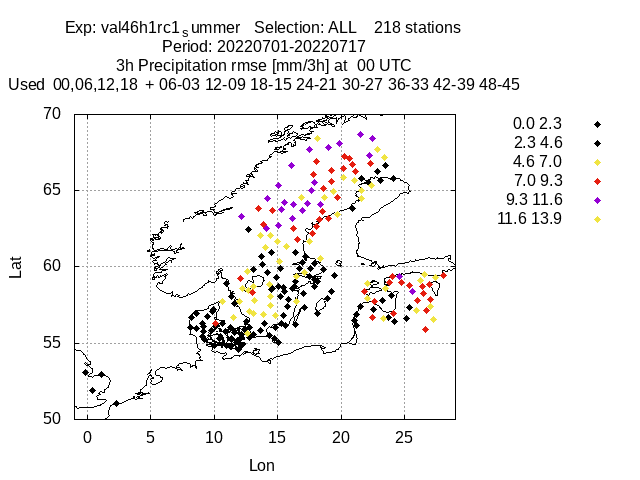 Exp: val46h1rc1summer Selection: ALL 218 stations
Period: 20220701-20220717
3h Precipitation rmse [mm/3h] at 00 UTC
Used 00,06,12,18 + 06-03 12-09 18-15 24-21 30-27 36-33 42-39 48-45
70
65
60
55
50
Lat
0 5 10 15 20 25
Lon
0.0 2.3
2.3 4.6
4.6 7.0
7.0 9.3
9.3 11.6
11.6 13.9